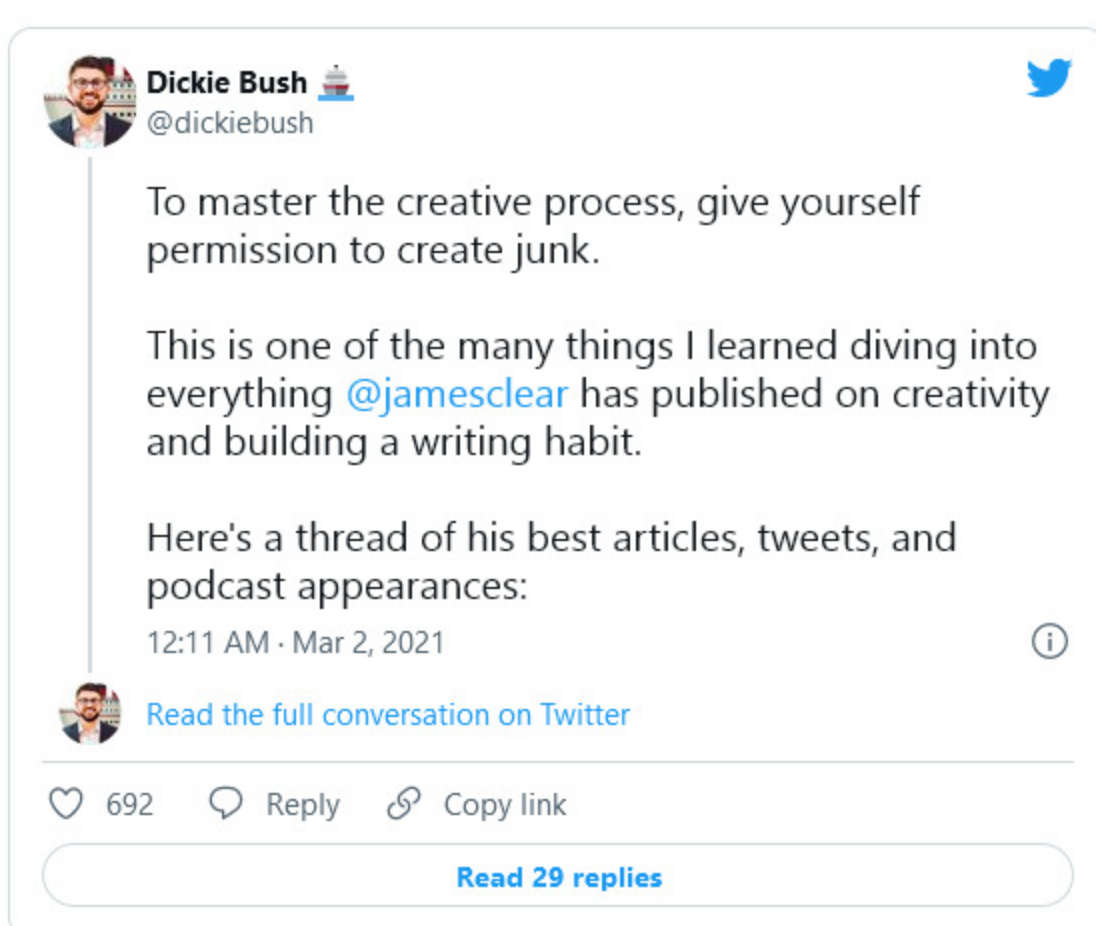 Dickie Bush 🚢
@dickiebush
To master the creative process, give yourself
permission to create junk.
This is one of the many things I learned diving into
everything @jamesclear has published on creativity
and building a writing habit.
Here's a thread of his best articles, tweets, and
podcast appearances:
12:11 AM · Mar 2, 2021
Read the full conversation on Twitter
692 Reply Copy link
Read 29 replies